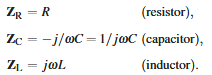 Z_R = R (resistor),
Z_C = −j/ωC = 1/jωC (capacitor),
Z_L = jωL (inductor).